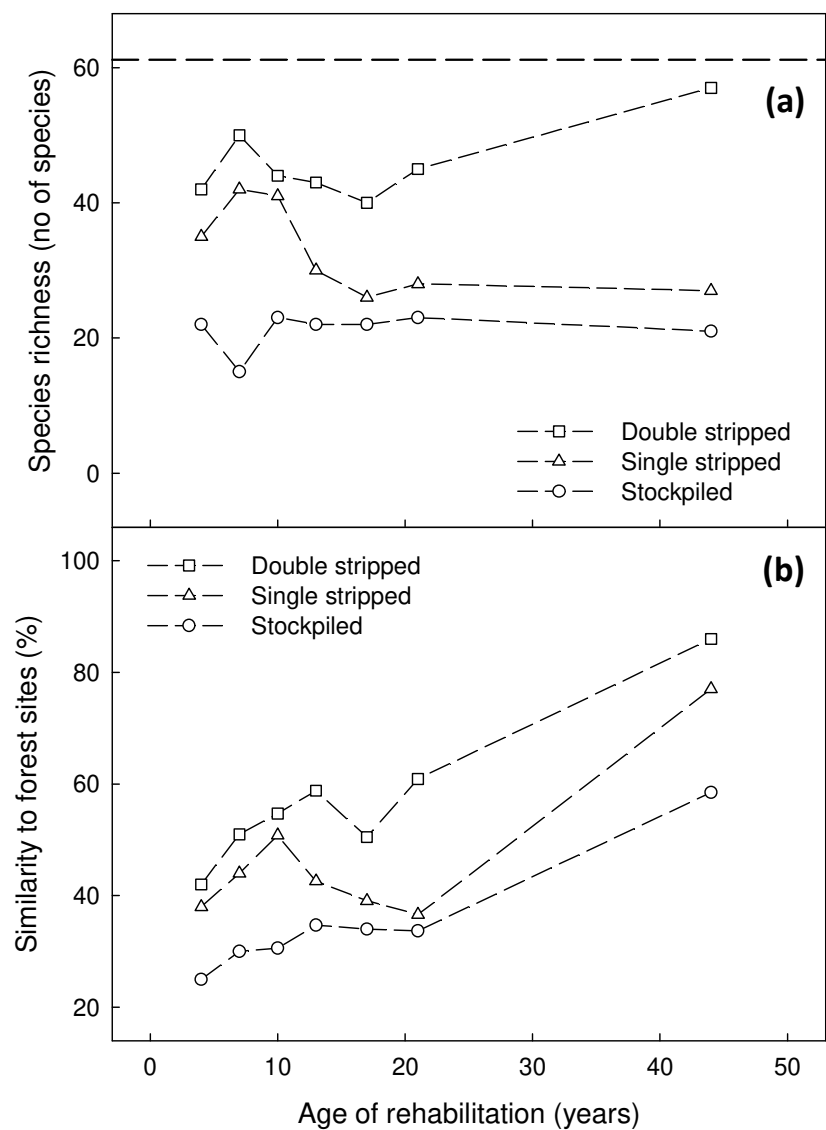 60
40
20
0
Species richness (no of species)
(a)
Double stripped
Single stripped
Stockpiled
100
80
60
40
20
Similarity to forest sites (%)
Double stripped
Single stripped
Stockpiled
(b)
0 10 20 30 40 50
Age of rehabilitation (years)